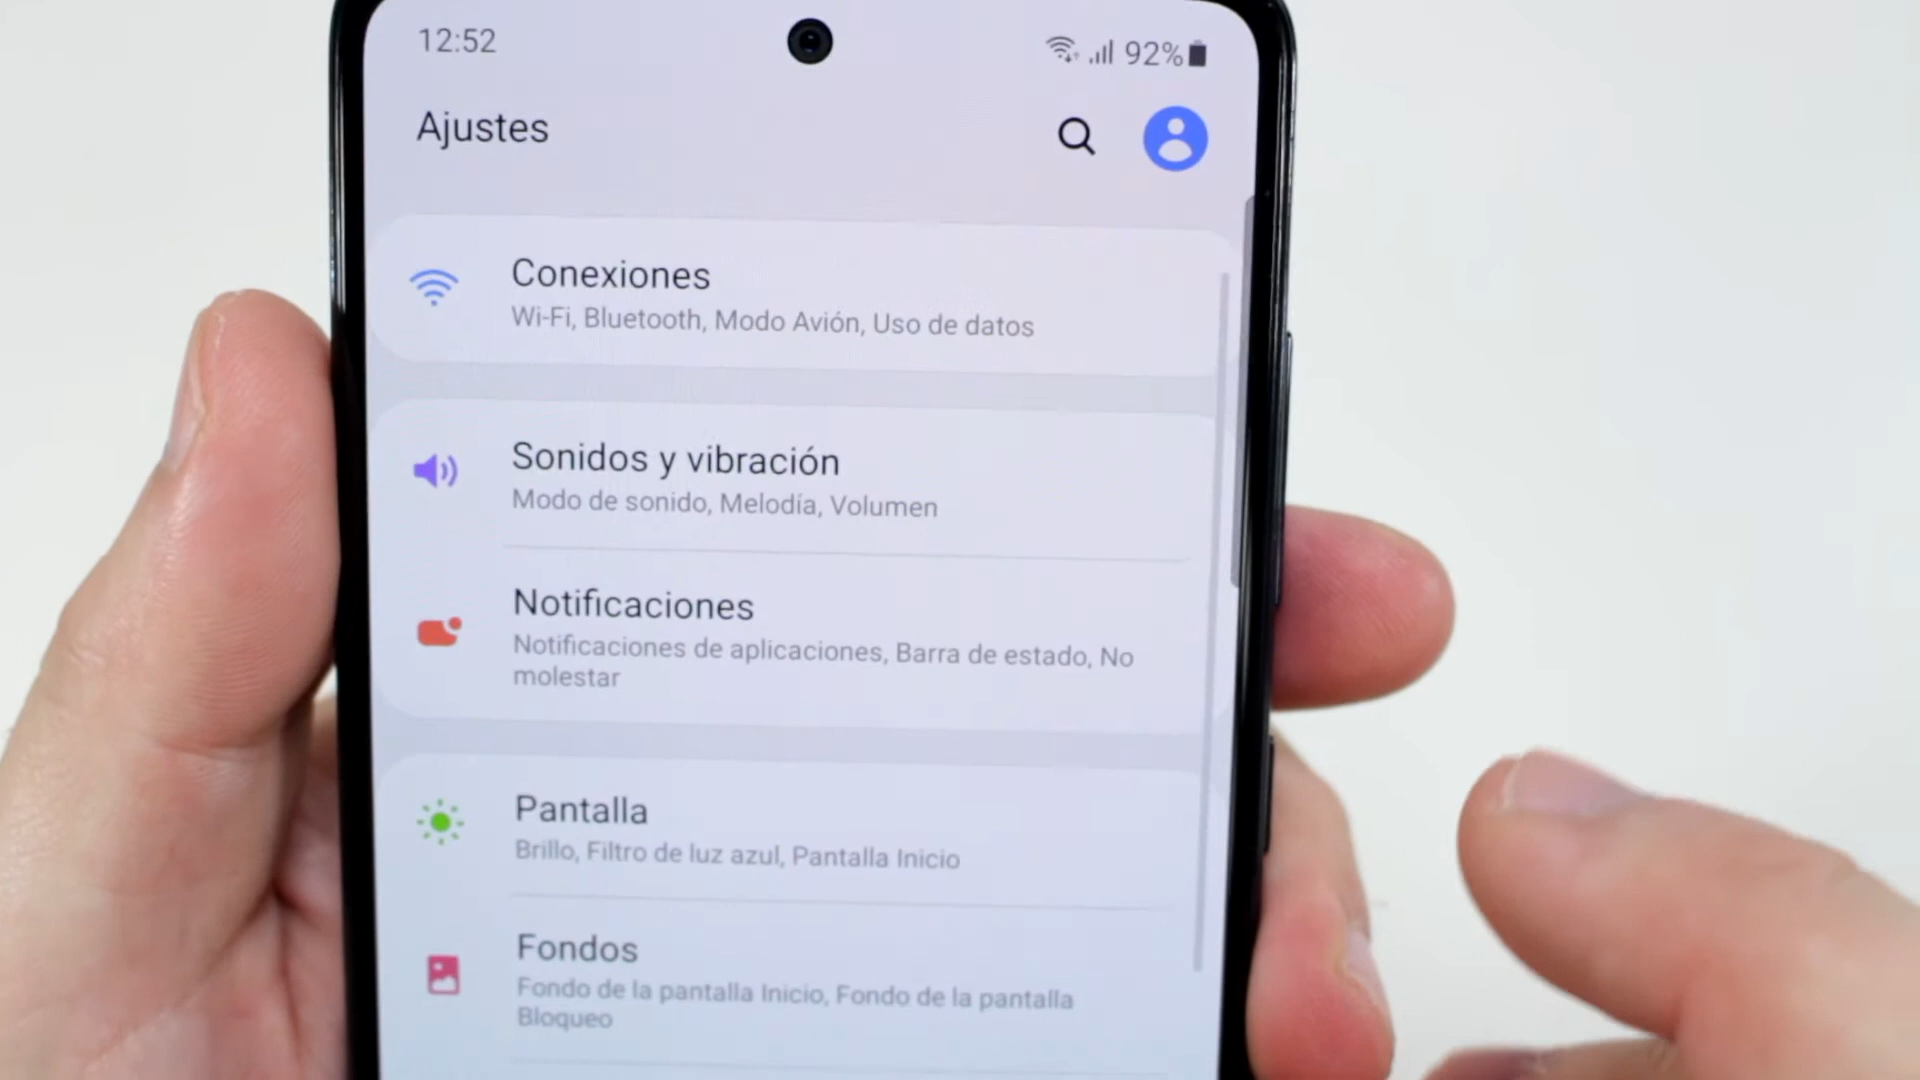 12:52
92%
Ajustes
Conexiones
Wi-Fi, Bluetooth, Modo Avión, Uso de datos
Sonidos y vibración
Modo de sonido, Melodía, Volumen
Notificaciones
Notificaciones de aplicaciones, Barra de estado, No
molestar
Pantalla
Brillo, Filtro de luz azul, Pantalla Inicio
Fondos
Fondo de la pantalla Inicio, Fondo de la pantalla
Bloqueo